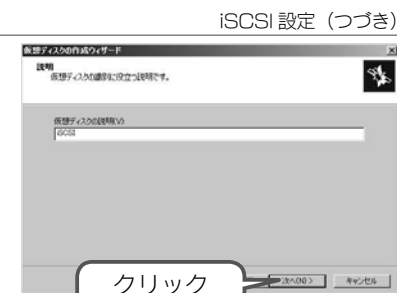 iSCSI 設定（つづき）
仮想ディスクの作成ウィザード
説明
仮想ディスクの識別に役立つ説明です。
仮想ディスクの説明(V):
iSCSI
次へ(N) >
キャンセル
クリック